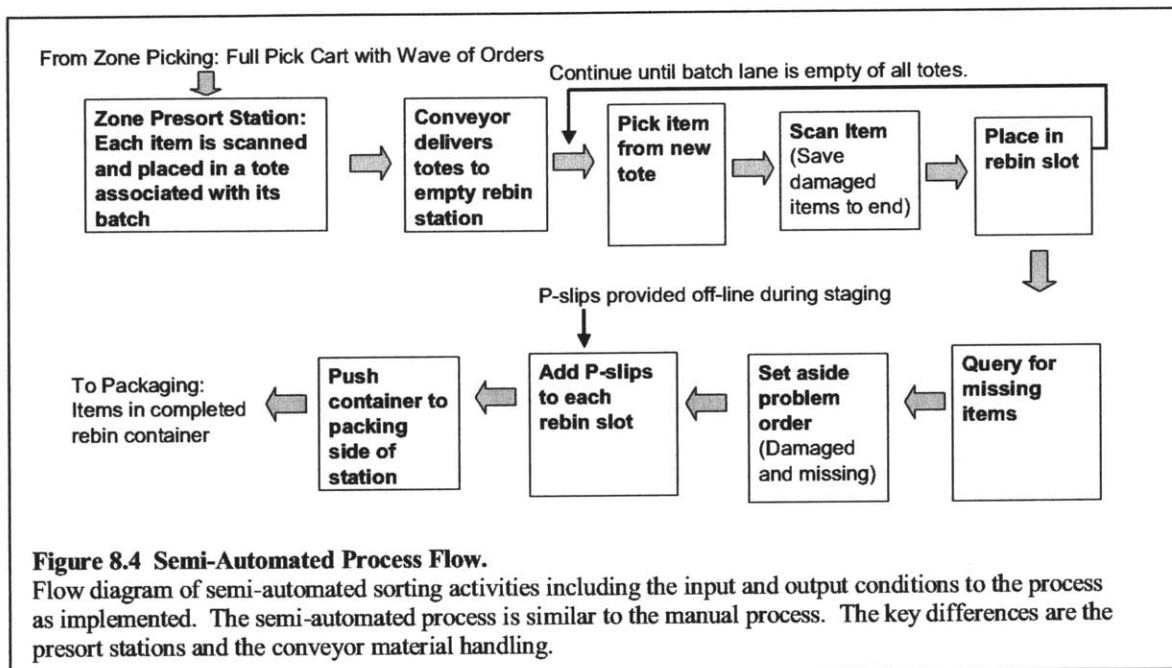 From Zone Picking: Full Pick Cart with Wave of Orders
Continue until batch lane is empty of all totes.
Zone Presort Station:
Each item is scanned
and placed in a tote
associated with its
batch
Conveyor
delivers
totes to
empty rebin
station
Pick item
from new
tote
Scan Item
(Save
damaged
items to end)
Place in
rebin slot
P-slips provided off-line during staging
To Packaging:
Items in completed
rebin container
Push
container to
packing
side of
station
Add P-slips
to each
rebin slot
Set aside
problem
order
(Damaged
and missing)
Query for
missing
items
Figure 8.4 Semi-Automated Process Flow.
Flow diagram of semi-automated sorting activities including the input and output conditions to the process
as implemented. The semi-automated process is similar to the manual process. The key differences are the
presort stations and the conveyor material handling.